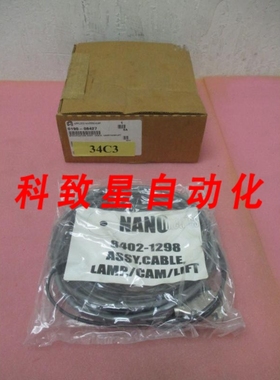 34C3
科致星自动化
NANO
9402-1298
ASSY,CABLE,
LAMP/CAM/LIFT